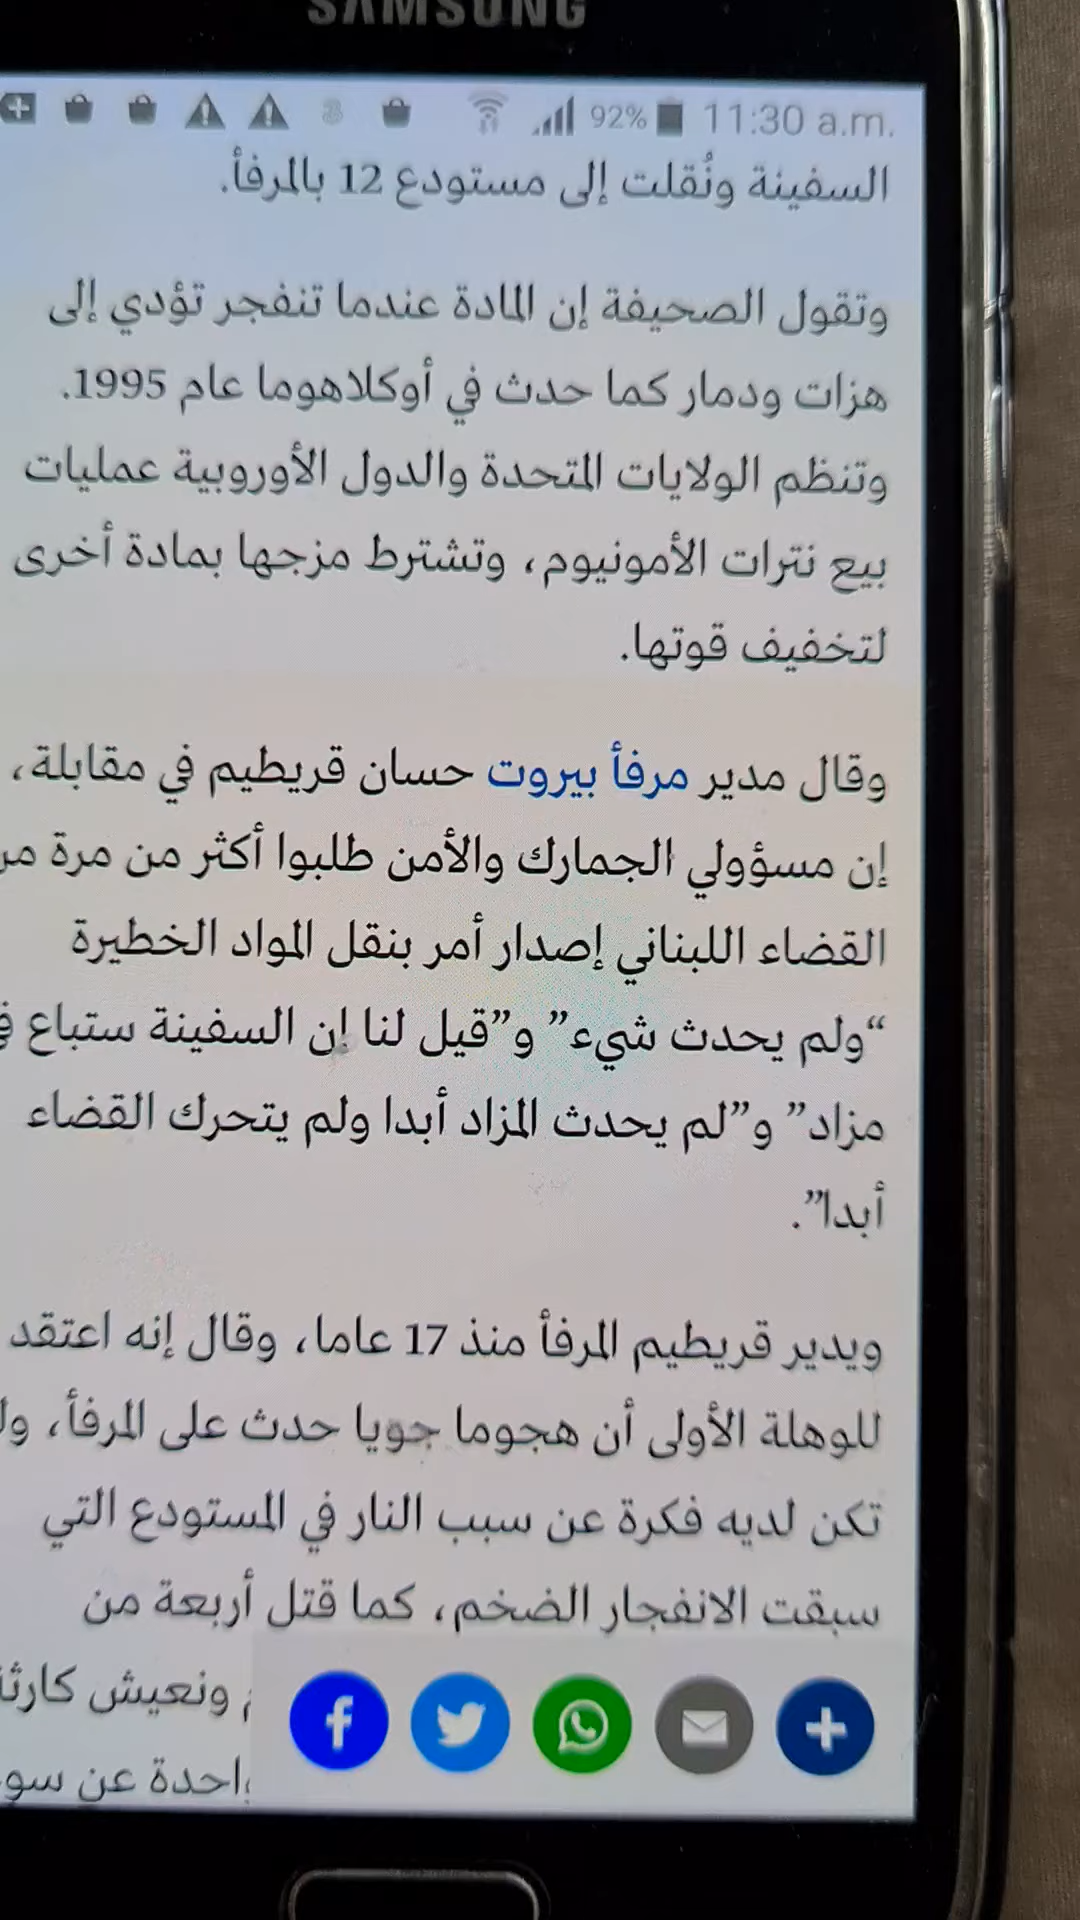 SAMSUNG
92% 11:30 a.m.
السفينة ونُقلت إلى مستودع 12 بالمرفأ.
وتقول الصحيفة إن المادة عندما تنفجر تؤدي إلى
هزات ودمار كما حدث في أوكلاهوما عام 1995.
وتنظم الولايات المتحدة والدول الأوروبية عمليات
بيع نترات الأمونيوم، وتشترط مزجها بمادة أخرى
لتخفيف قوتها.
وقال مدير مرفأ بيروت حسان قريطيم في مقابلة،
إن مسؤولي الجمارك والأمن طلبوا أكثر من مرة
القضاء اللبناني إصدار أمر بنقل المواد الخطيرة
“ولم يحدث شيء” و”قيل لنا إن السفينة ستباع
مزاد” و”لم يحدث المزاد أبدا ولم يتحرك القضاء
أبدا”.
ويدير قريطيم المرفأ منذ 17 عاما، وقال إنه اعتقد
للوهلة الأولى أن هجوما جويا حدث على المرفأ،
تكن لديه فكرة عن سبب النار في المستودع التي
سبقت الانفجار الضخم، كما قتل أربعة من
ونعيش
عن